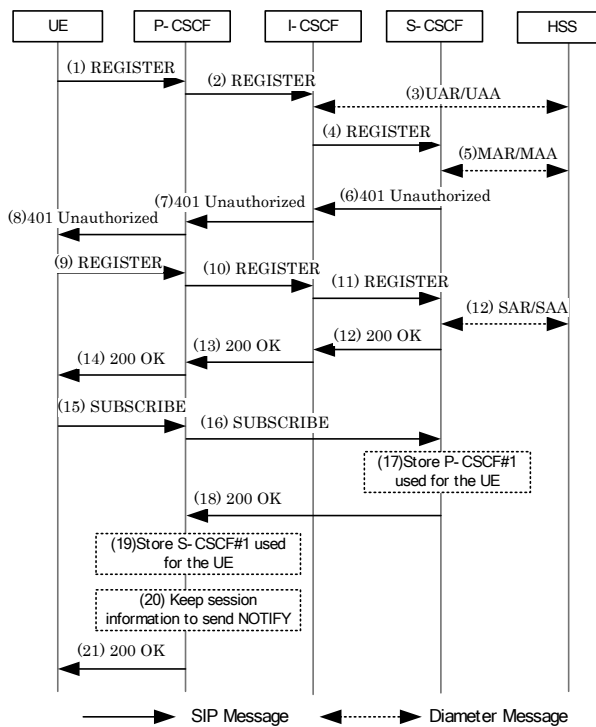 UE
P- CSCF
I- CSCF
S- CSCF
HSS
(1) REGISTER
(2) REGISTER
(3)UAR/UAA
(4) REGISTER
(5)MAR/MAA
(6)401 Unauthorized
(7)401 Unauthorized
(8)401 Unauthorized
(9) REGISTER
(10) REGISTER
(11) REGISTER
(12) SAR/SAA
(12) 200 OK
(13) 200 OK
(14) 200 OK
(15) SUBSCRIBE
(16) SUBSCRIBE
(17)Store P- CSCF#1
used for the UE
(18) 200 OK
(19)Store S- CSCF#1 used
for the UE
(20) Keep session
information to send NOTIFY
(21) 200 OK
SIP Message
Diameter Message